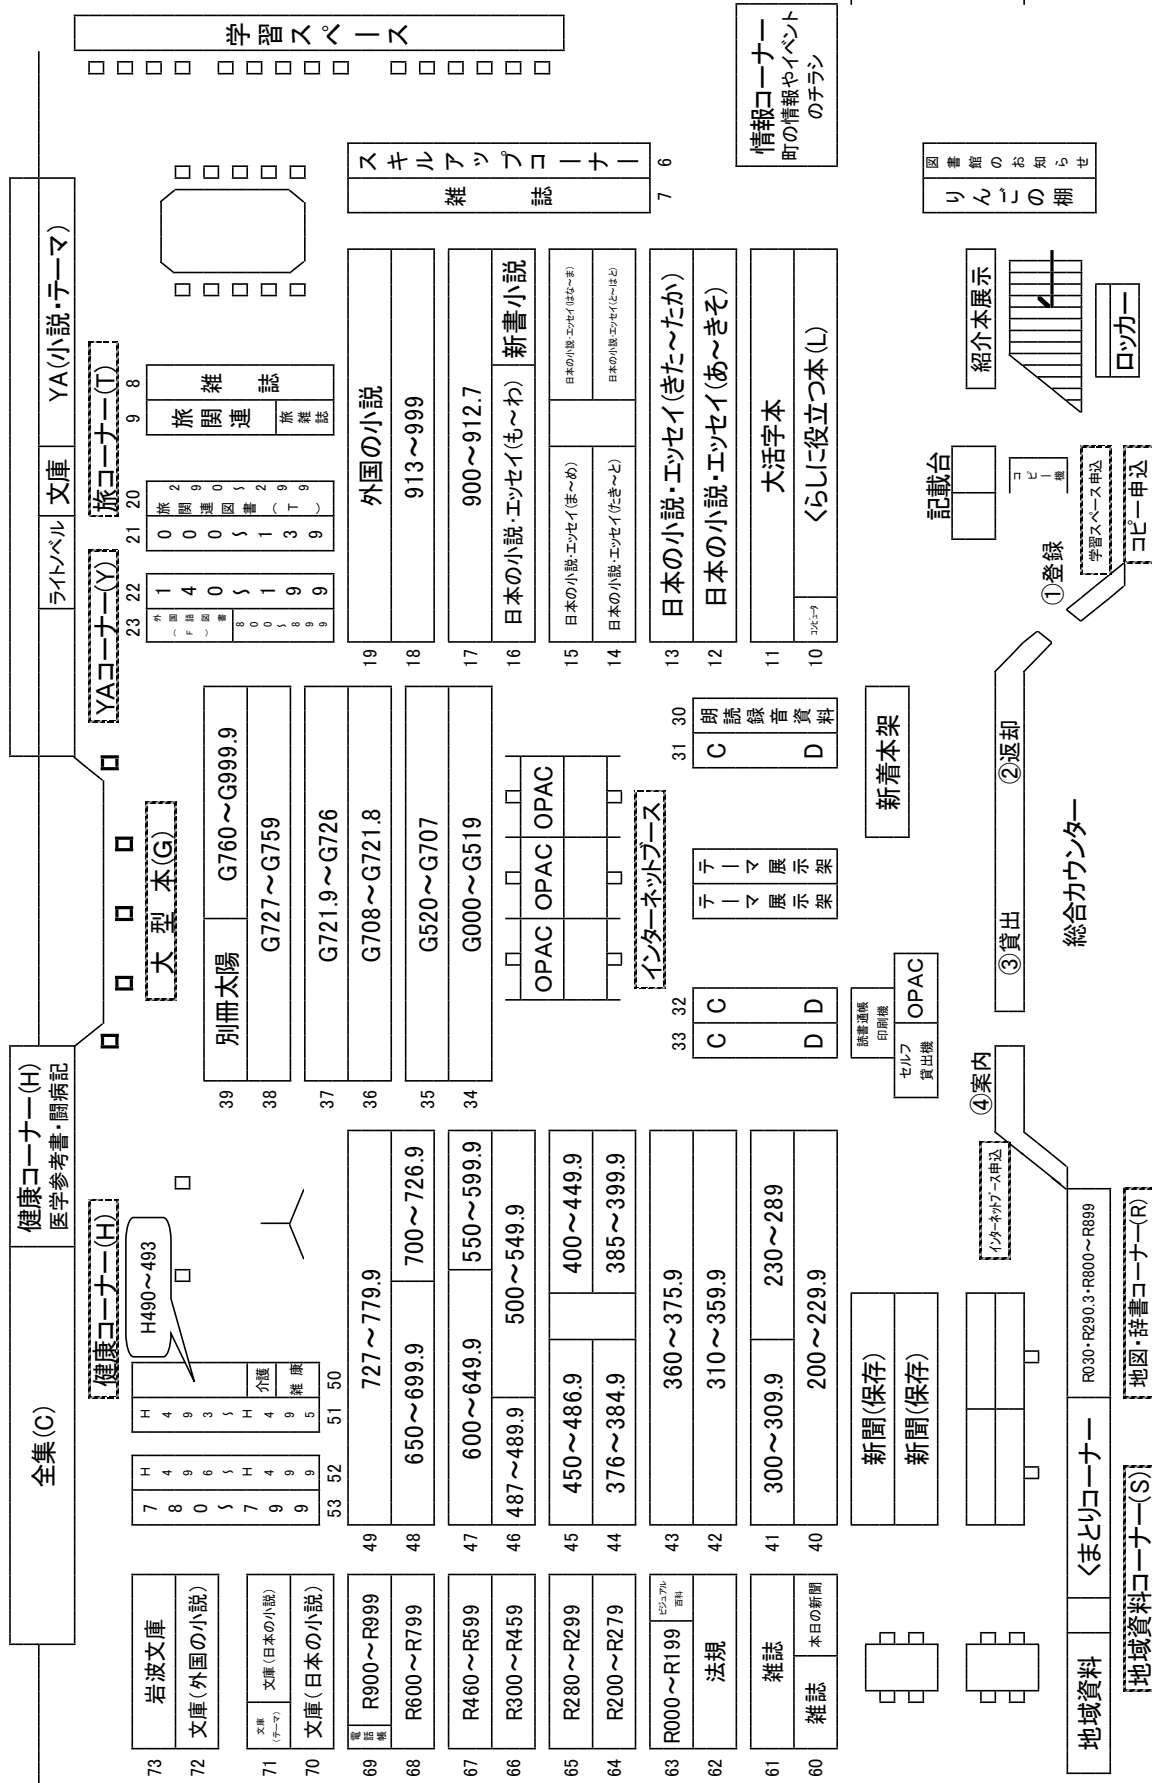 学習スペース
情報コーナー
町の情報やイベント
のチラシ
スキルアップコーナー
6
雑誌
7
図書館のお知らせ
りんごの棚
YA(小説・テーマ)
文庫
ライトノベル
旅コーナー(T)
YAコーナー(Y)
8
雑誌
9
旅関連
旅雑誌
20
290~299
旅関連図書(T)
21
000~139
22
140~199
23
外国語図書(F)
800~899
19
外国の小説
18
913~999
17
900~912.7
16
日本の小説・エッセイ(も~わ)
新書小説
15
日本の小説・エッセイ(ま~め)
日本の小説・エッセイ(はな~ま)
14
日本の小説・エッセイ(たき~と)
日本の小説・エッセイ(と~はと)
13
日本の小説・エッセイ(きた~たか)
12
日本の小説・エッセイ(あ~きそ)
11
大活字本
10
コンピュータ
くらしに役立つ本(L)
紹介本展示
ロッカー
記載台
コピー機
学習スペース申込
コピー申込
①登録
②返却
③貸出
総合カウンター
④案内
インターネットブース申込
大型本(G)
39
別冊太陽
G760~G999.9
38
G727~G759
37
G721.9~G726
36
G708~G721.8
35
G520~G707
34
G000~G519
OPAC
OPAC
OPAC
インターネットブース
30
朗読録音資料
31
CD
テーマ展示架
テーマ展示架
32
CD
33
CD
新着本架
読書通帳
印刷機
セルフ
貸出機
OPAC
健康コーナー(H)
医学参考書・闘病記
全集(C)
健康コーナー(H)
H490~493
50
介護
健康雑
51
H493~H495
52
H496~H499
53
780~799
49
727~779.9
48
650~699.9
700~726.9
47
600~649.9
550~599.9
46
487~489.9
500~549.9
45
450~486.9
400~449.9
44
376~384.9
385~399.9
43
360~375.9
42
310~359.9
41
300~309.9
230~289
40
200~229.9
新聞(保存)
新聞(保存)
73
岩波文庫
72
文庫(外国の小説)
71
文庫
(テーマ)
文庫(日本の小説)
70
文庫(日本の小説)
69
電話帳
R900~R999
68
R600~R799
67
R460~R599
66
R300~R459
65
R280~R299
64
R200~R279
63
R000~R199
ビジュアル
百科
62
法規
61
雑誌
60
雑誌
本日の新聞
地域資料
くまとりコーナー
R030・R290.3・R800~R899
地域資料コーナー(S)
地図・辞書コーナー(R)